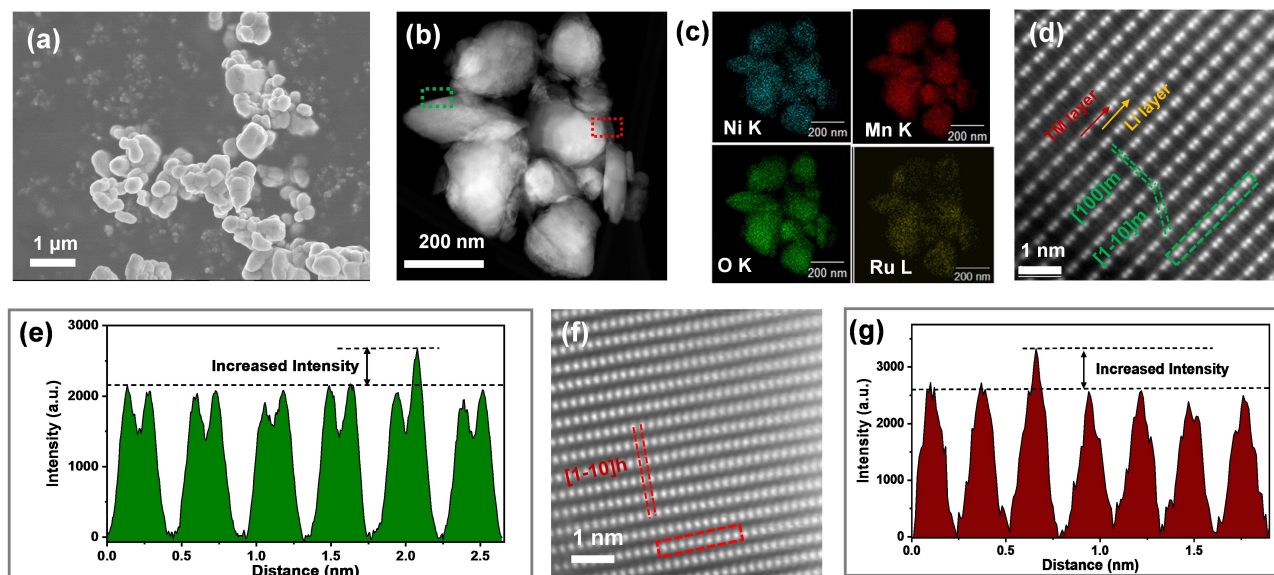 (a)
1 µm
(b)
200 nm
(c)
Ni K
200 nm
Mn K
200 nm
O K
200 nm
Ru L
200 nm
(d)
TM layer
Li layer
[100]m
[1-10]m
1 nm
(e)
Increased Intensity
Intensity (a.u.)
3000
2000
1000
0
0.0 0.5 1.0 1.5 2.0 2.5
Distance (nm)
(f)
[1-10]h
1 nm
(g)
Increased Intensity
Intensity (a.u.)
3000
2000
1000
0
0.0 0.5 1.0 1.5
Distance (nm)